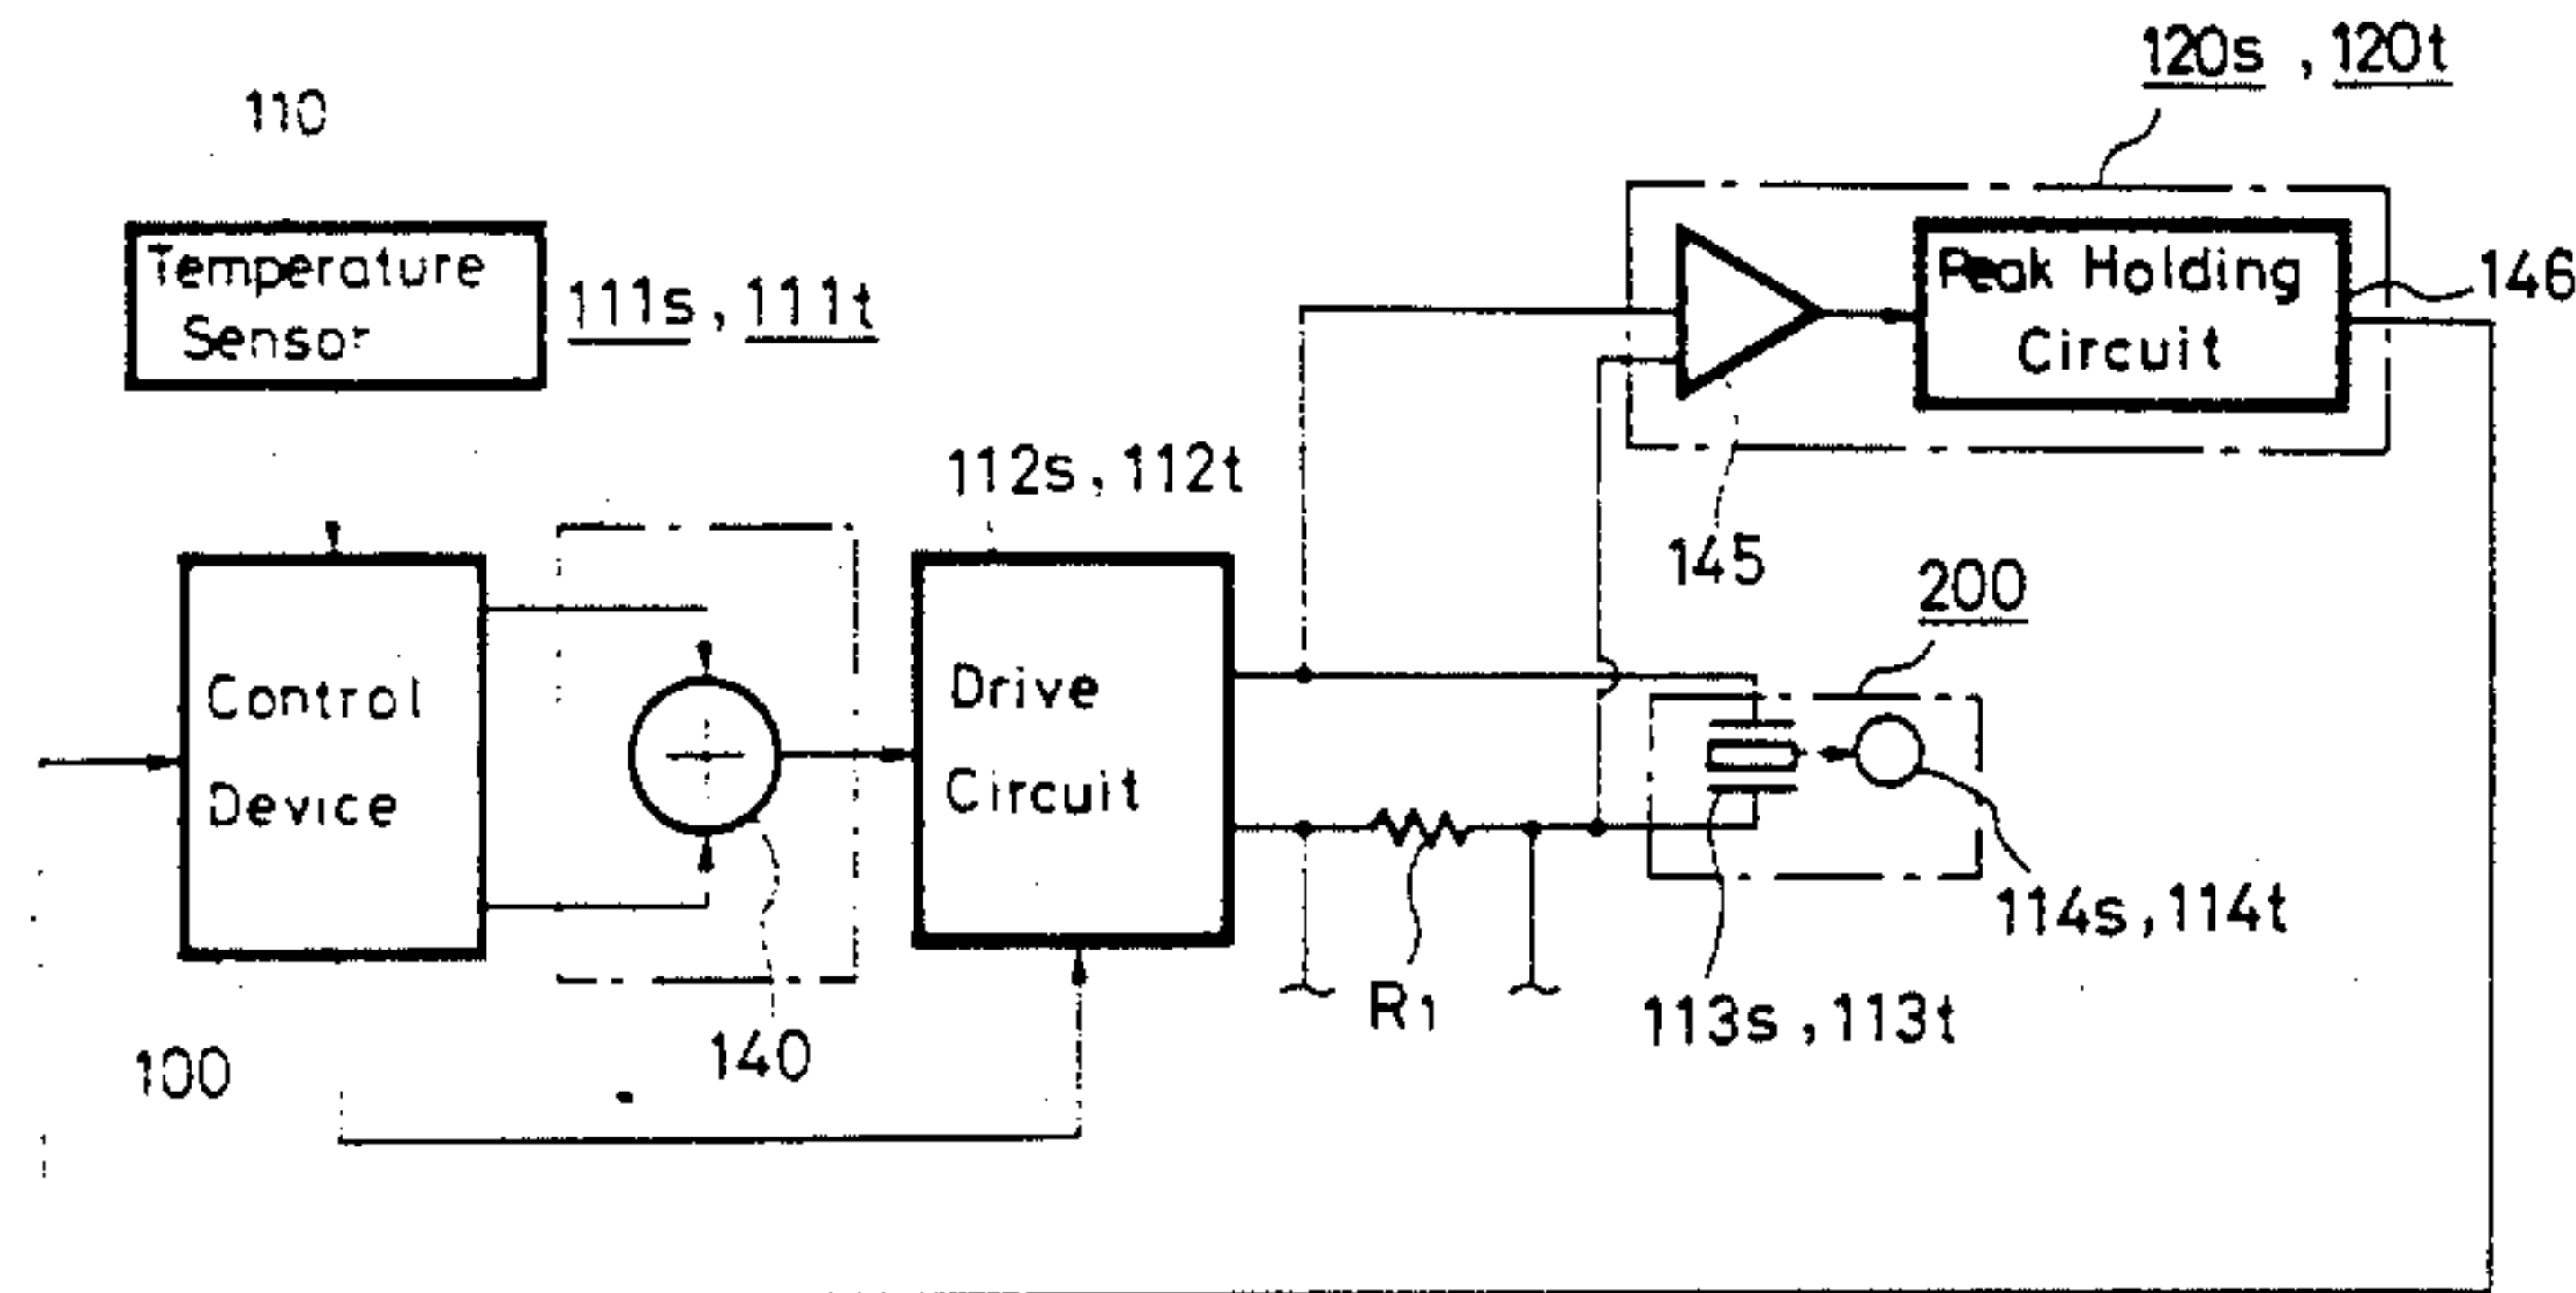 120s , 120t
110
Temperature
Sensor
111s, 111t
Peak Holding
Circuit
146
112s, 112t
145
200
Control
Device
Drive
Circuit
114s, 114t
R1
113s , 113t
140
100